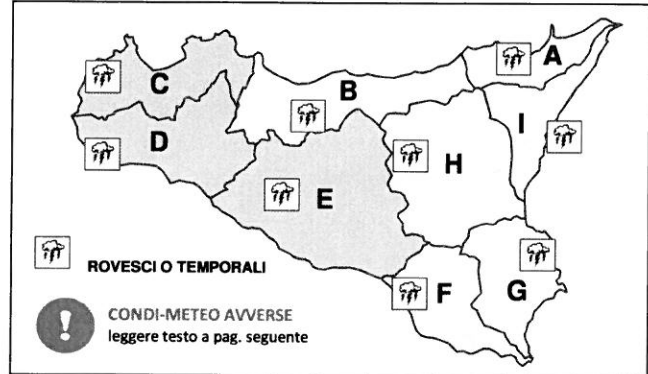 A
C
B
I
D
H
E
ROVESCI O TEMPORALI
F
G
CONDI-METEO AVVERSE
leggere testo a pag. seguente